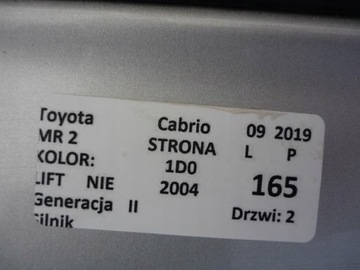 Toyota Cabrio 09 2019
MR 2 STRONA L P
KOLOR: 1D0
LIFT NIE 2004 165
Generacja II Drzwi: 2
Silnik